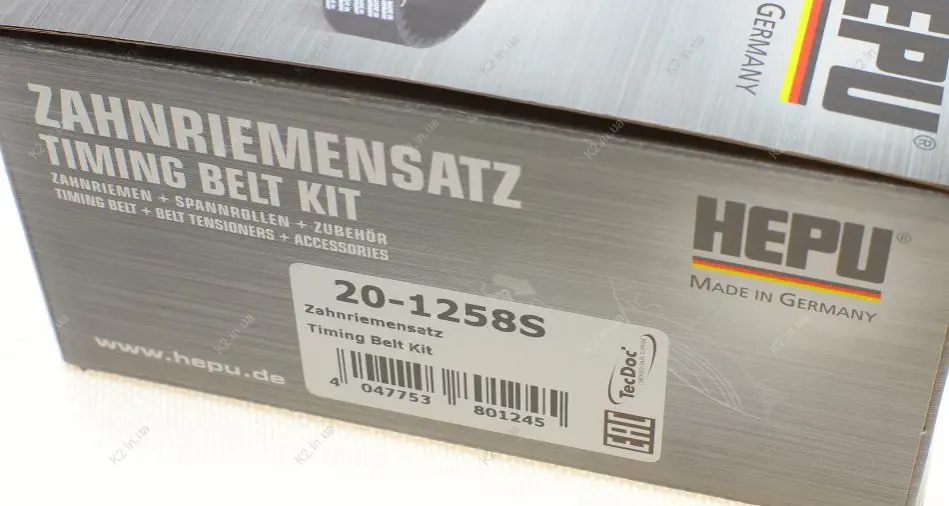 HEPU®
GERMANY
ZAHNRIEMENSATZ
TIMING BELT KIT
ZAHNRIEMEN + SPANNROLLEN + ZUBEHÖR
TIMING BELT + BELT TENSIONERS + ACCESSORIES
HEPU®
MADE IN GERMANY
20-1258S
Zahnriemensatz
Timing Belt Kit
4 047753 801245
TecDoc
EAC
www.hepu.de
K2.in.ua